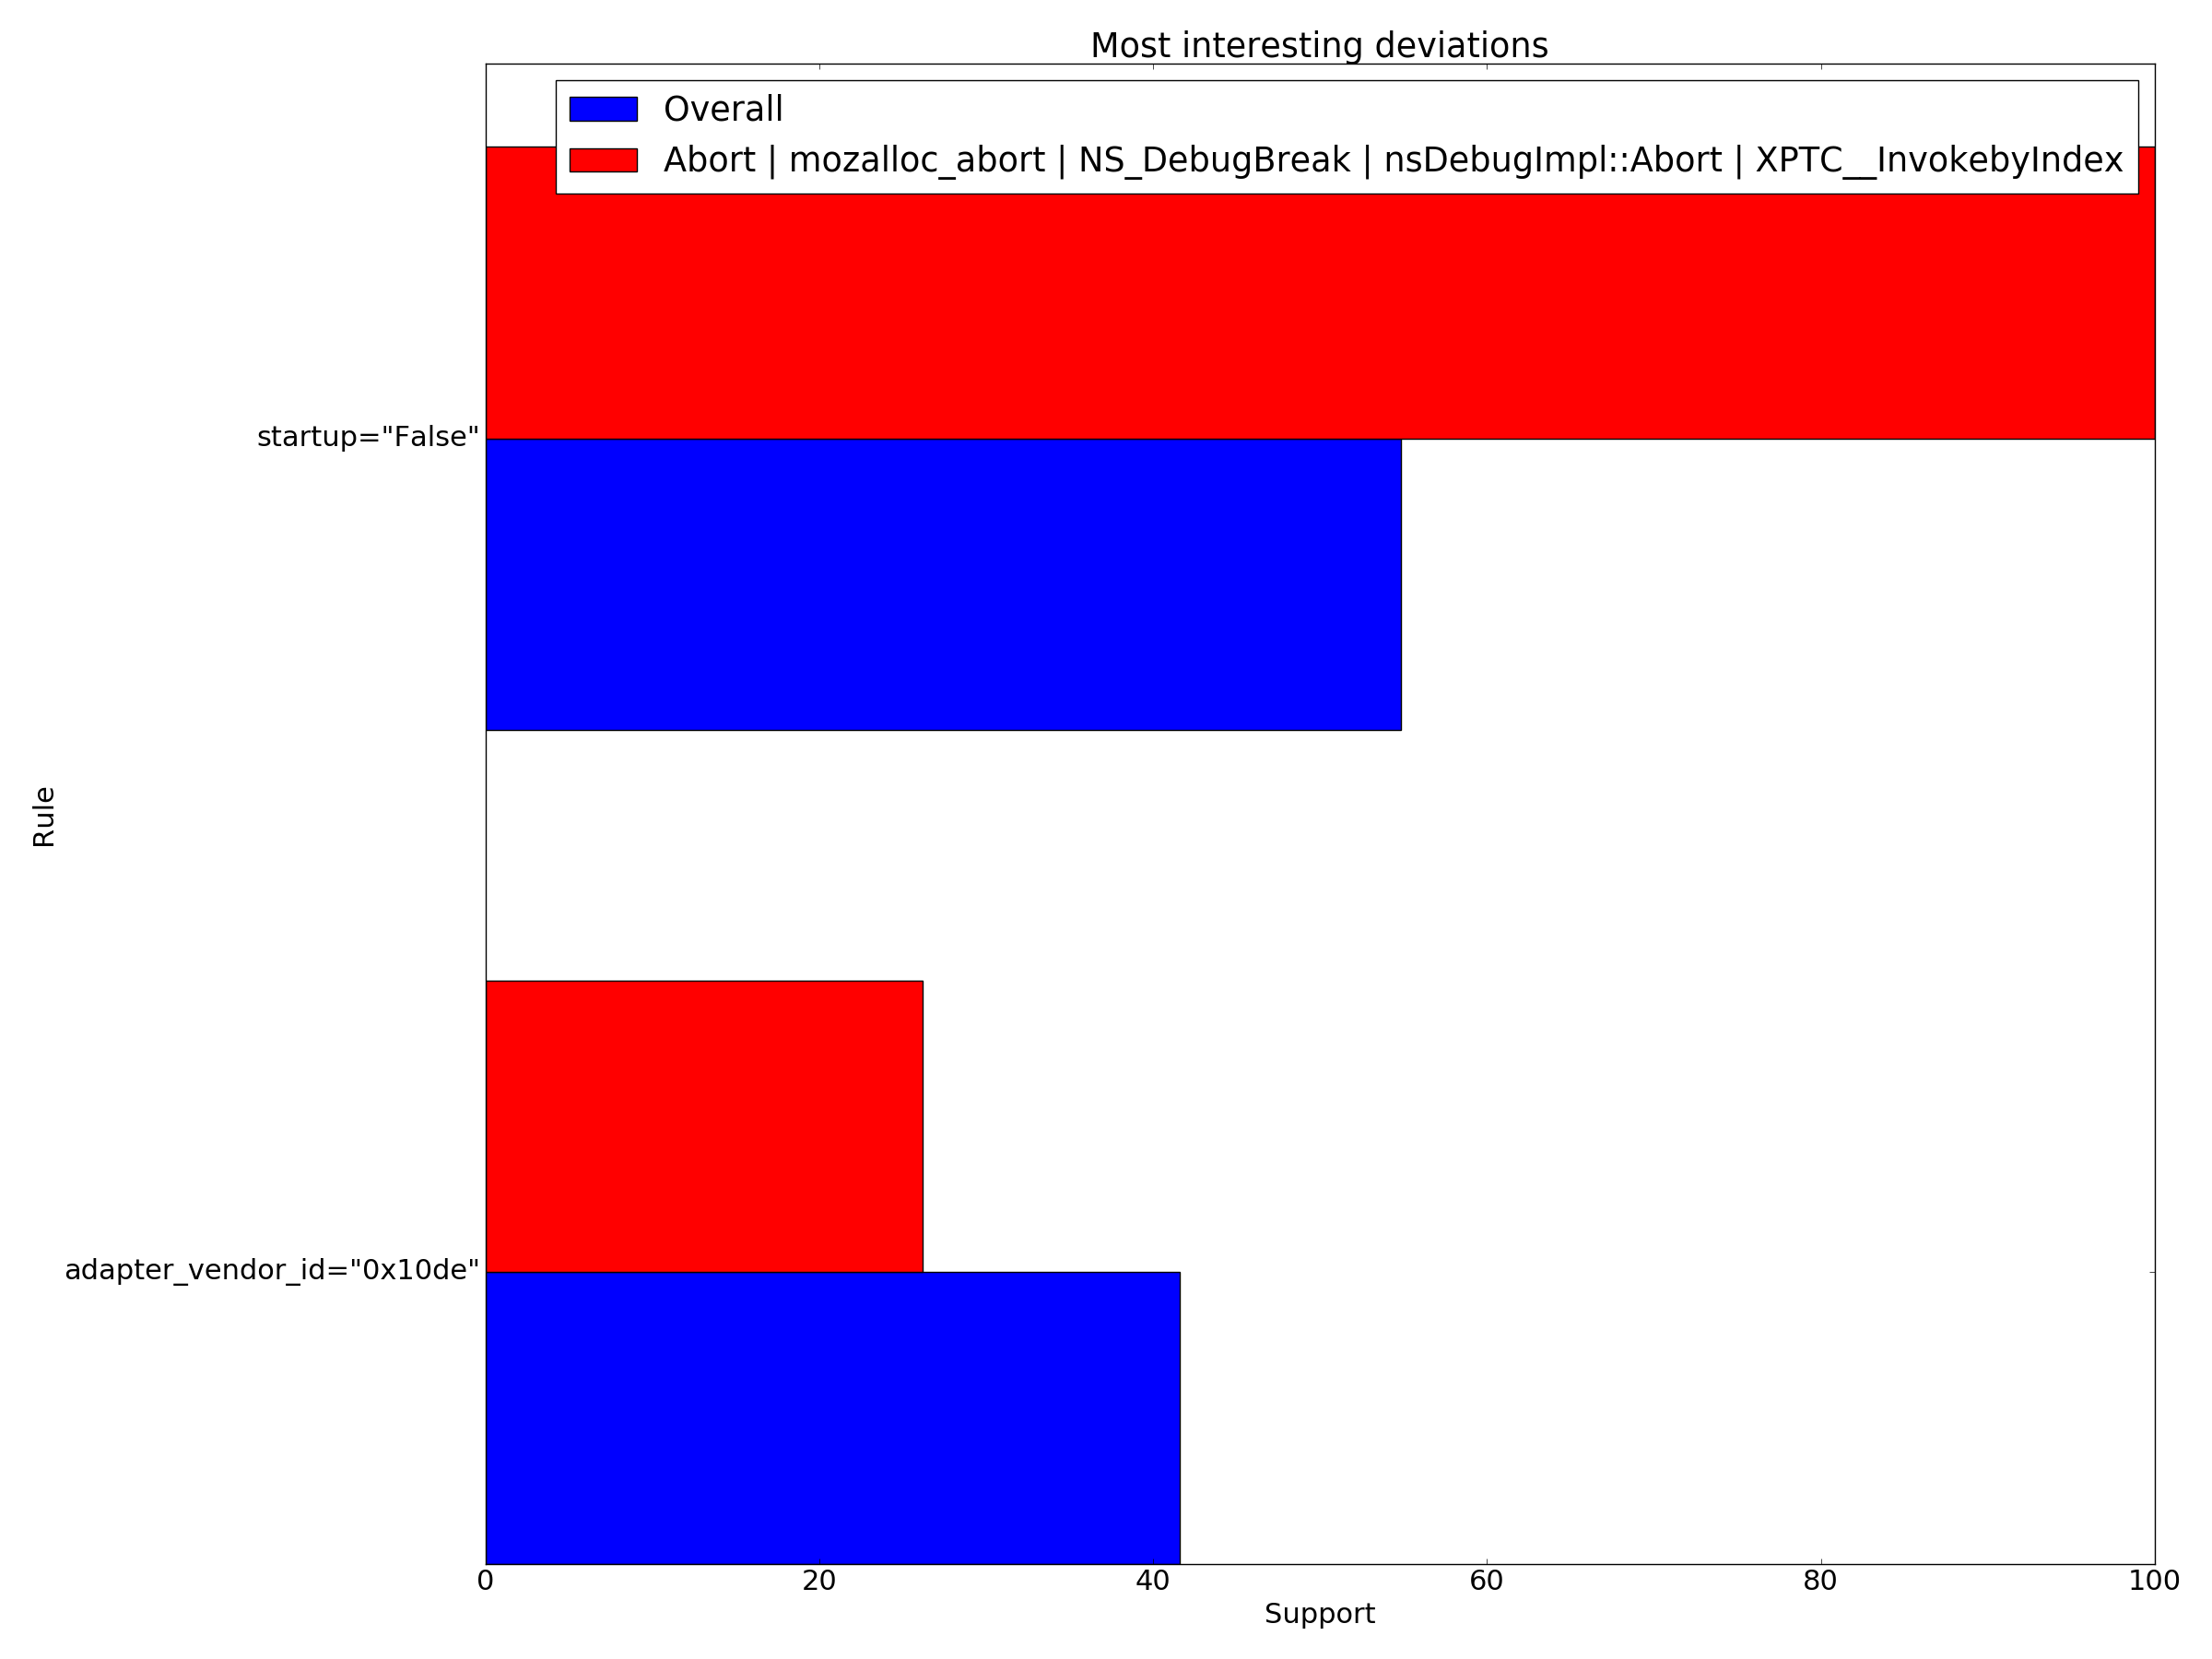 Most interesting deviations
Overall
Abort | mozalloc_abort | NS_DebugBreak | nsDebugImpl::Abort | XPTC__InvokebyIndex
startup="False"
Rule
adapter_vendor_id="0x10de"
0 20 40 60 80 100
Support